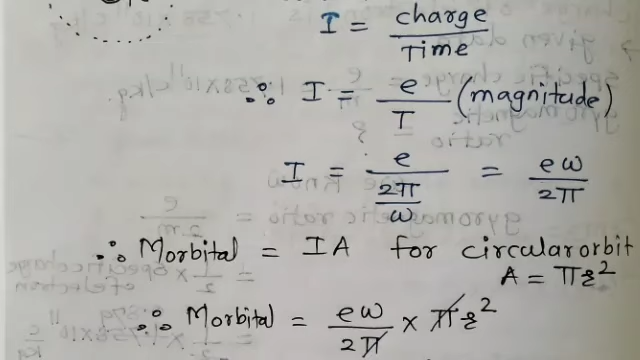 I = charge / Time
∴ I = e / T (magnitude)
I = e / (2π / ω) = eω / 2π
∴ Morbital = IA for circular orbit
A = πr²
∴ Morbital = eω / 2π × πr²